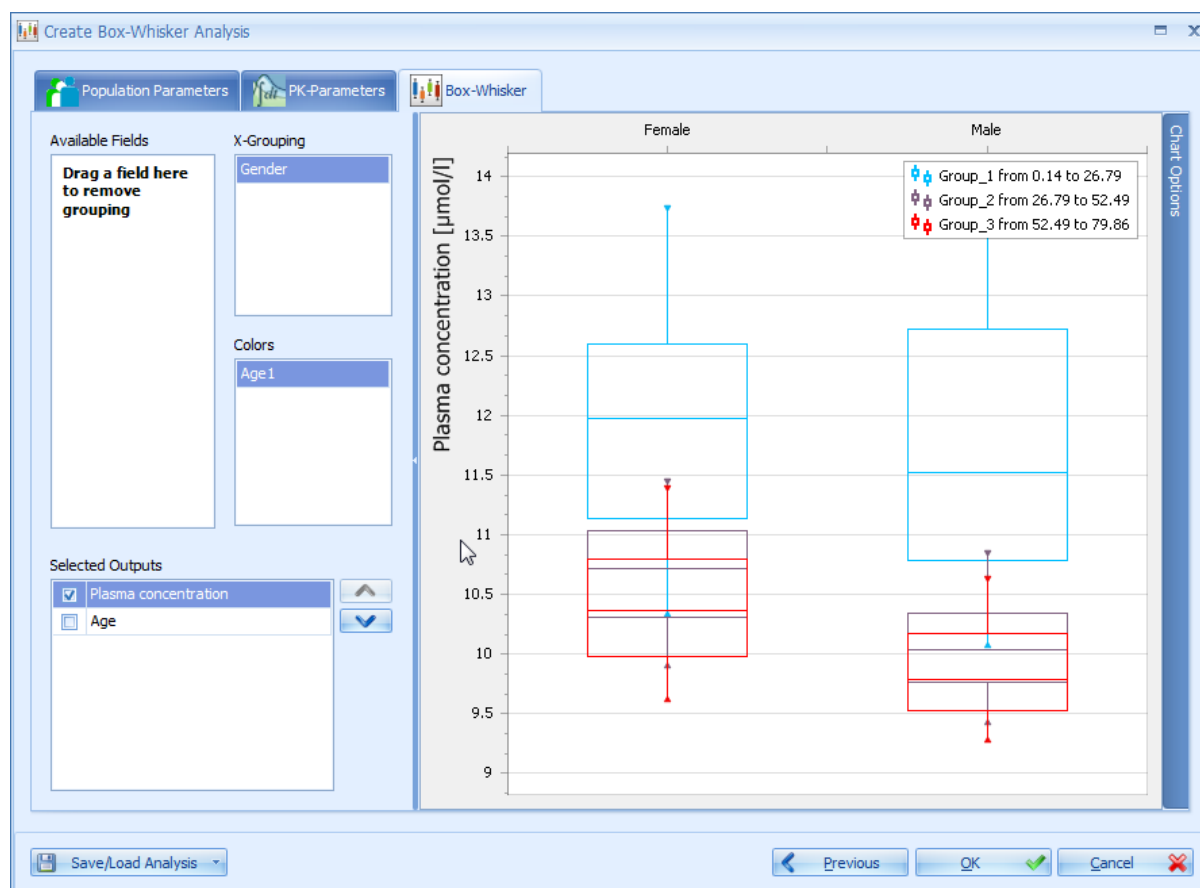 Create Box-Whisker Analysis
Population Parameters
PK-Parameters
Box-Whisker
Available Fields
Drag a field here
to remove
grouping
X-Grouping
Gender
Colors
Age1
Selected Outputs
Plasma concentration
Age
Female
Male
Plasma concentration [µmol/l]
14
13.5
13
12.5
12
11.5
11
10.5
10
9.5
9
Group_1 from 0.14 to 26.79
Group_2 from 26.79 to 52.49
Group_3 from 52.49 to 79.86
Chart Options
Save/Load Analysis
Previous
OK
Cancel